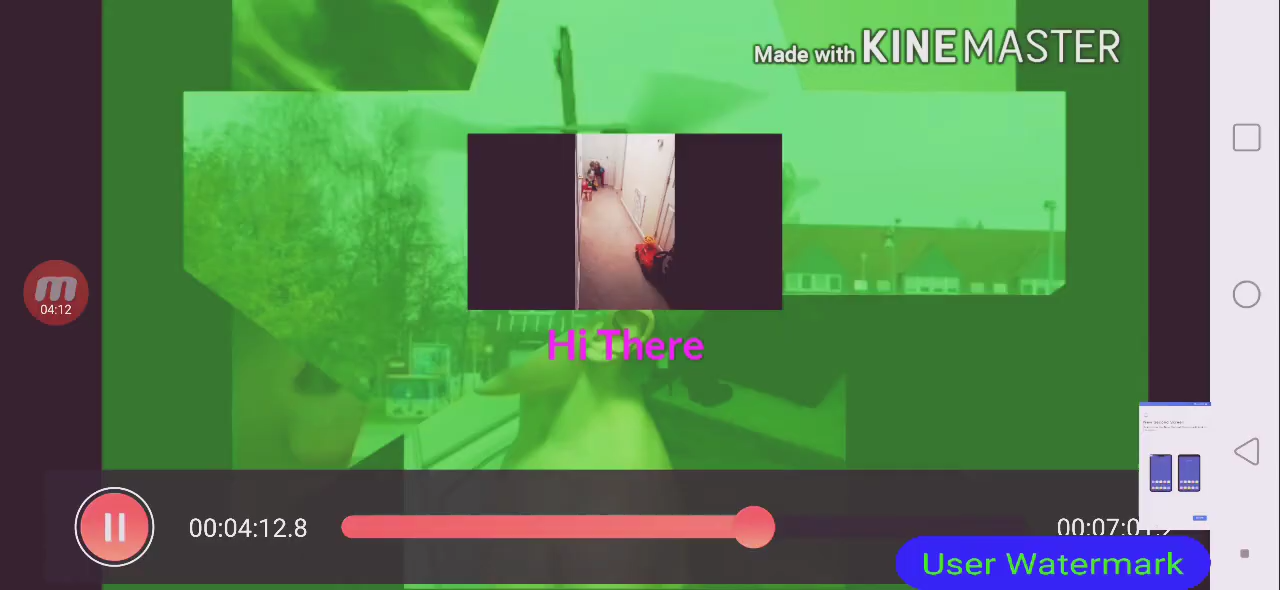 Made with KINEMASTER
04:12
Hi There
00:04:12.8
User Watermark